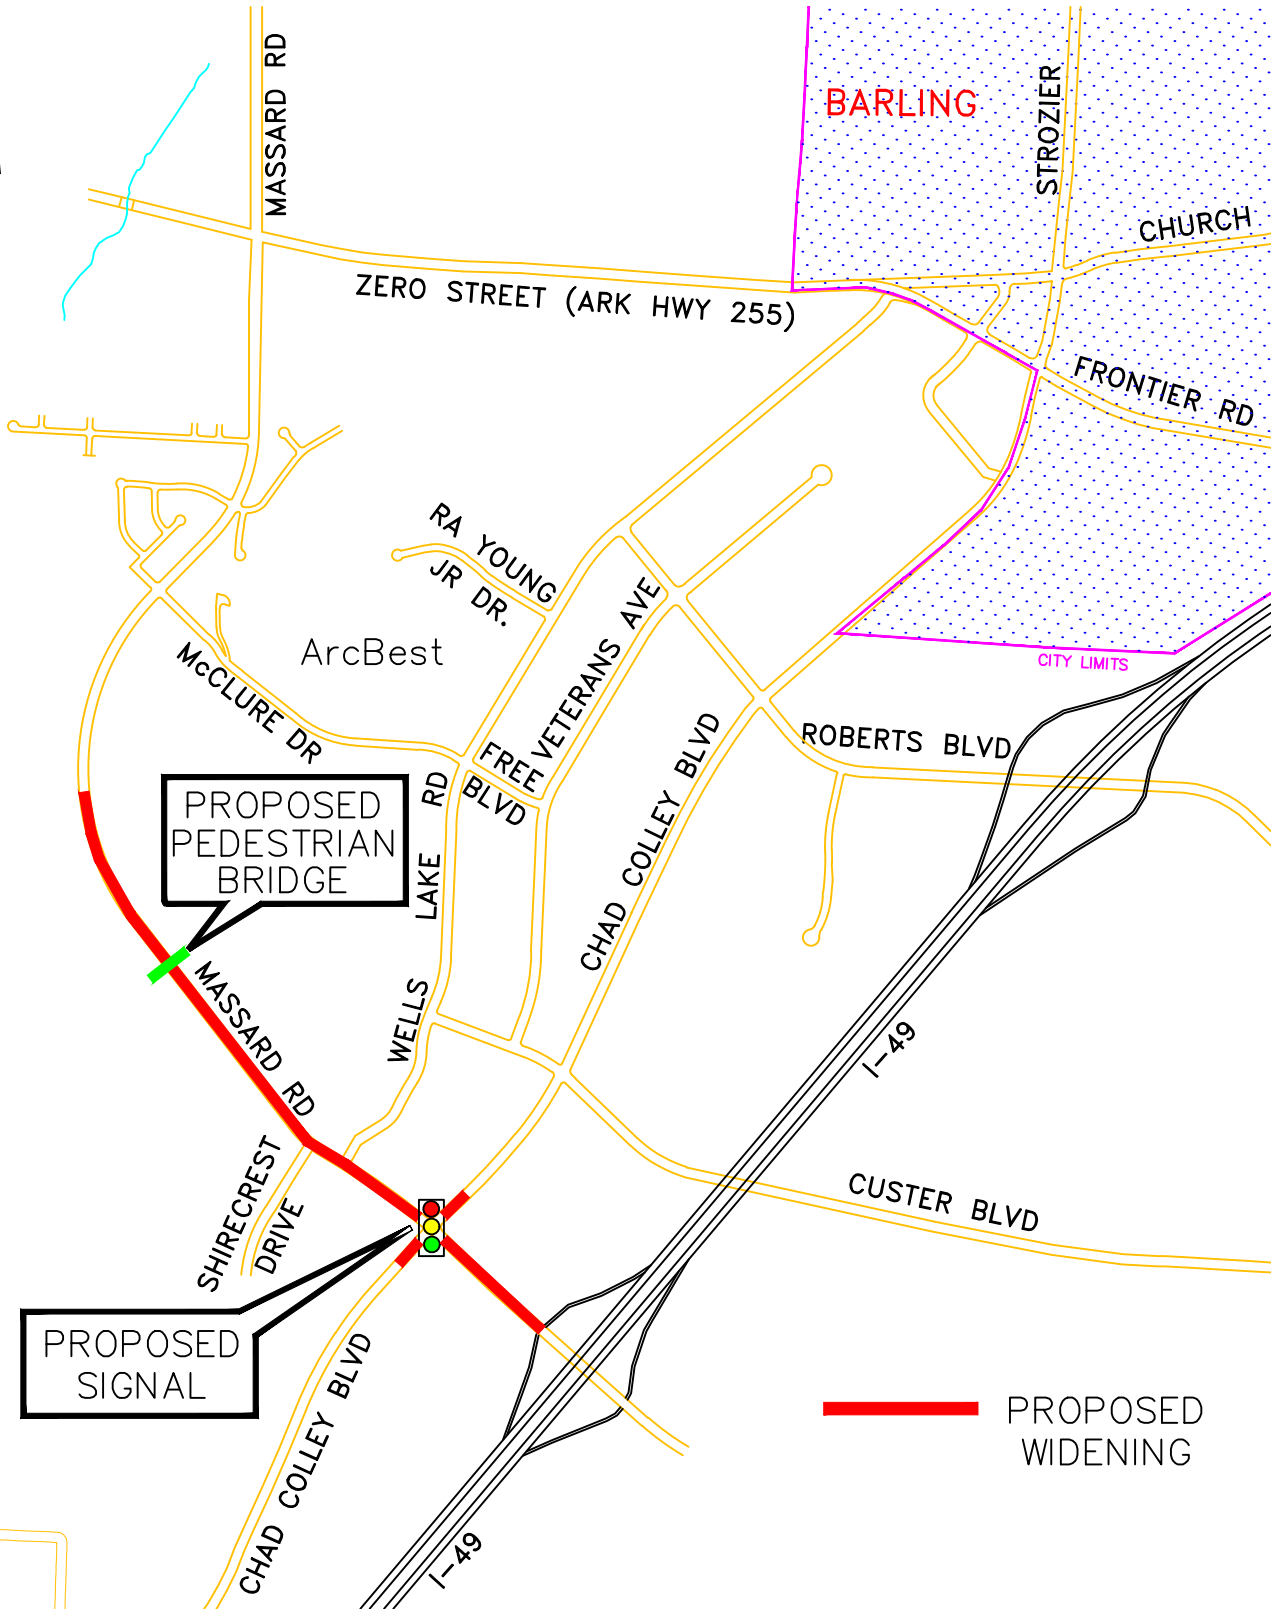 MASSARD RD
BARLING
STROZIER
CHURCH
ZERO STREET (ARK HWY 255)
FRONTIER RD
RA YOUNG
JR DR.
ArcBest
McCLURE DR
VETERANS AVE
CITY LIMITS
FREE
BLVD
ROBERTS BLVD
CHAD COLLEY BLVD
WELLS LAKE RD
PROPOSED
PEDESTRIAN
BRIDGE
MASSARD RD
I-49
SHIRECREST
DRIVE
CUSTER BLVD
PROPOSED
SIGNAL
CHAD COLLEY BLVD
PROPOSED
WIDENING
I-49